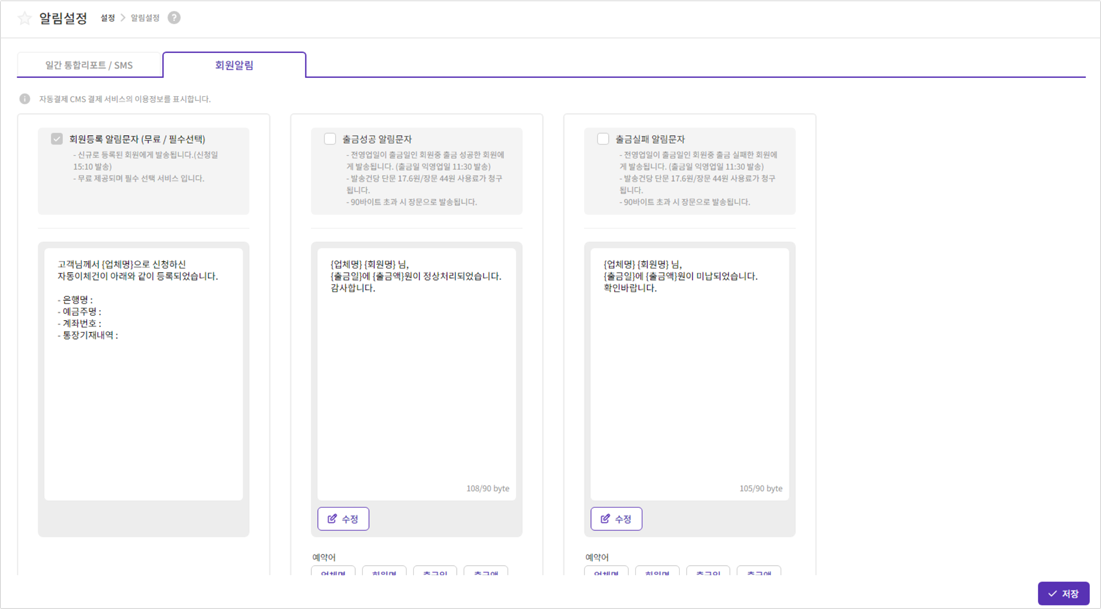 알림설정 설정 > 알림설정 ?
일간 통합리포트 / SMS
회원알림
자동결제 CMS 결제 서비스의 이용정보를 표시합니다.
회원등록 알림문자 (무료 / 필수선택)
- 신규로 등록된 회원에게 발송됩니다.(신청일
15:10 발송)
- 무료 제공되며 필수 선택 서비스 입니다.
고객님께서 {업체명}으로 신청하신
자동이체건이 아래와 같이 등록되었습니다.
- 은행명 :
- 예금주명 :
- 계좌번호 :
- 통장기재내역 :
출금성공 알림문자
- 전영업일이 출금일인 회원중 출금 성공한 회원에
게 발송됩니다. (출금일 익영업일 11:30 발송)
- 발송건당 단문 17.6원/장문 44원 사용료가 청구
됩니다.
- 90바이트 초과 시 장문으로 발송됩니다.
{업체명} {회원명} 님,
{출금일}에 {출금액}원이 정상처리되었습니다.
감사합니다.
108/90 byte
수정
예약어
업체명 회원명 출금일 출금액
출금실패 알림문자
- 전영업일이 출금일인 회원중 출금 실패한 회원에
게 발송됩니다. (출금일 익영업일 11:30 발송)
- 발송건당 단문 17.6원/장문 44원 사용료가 청구
됩니다.
- 90바이트 초과 시 장문으로 발송됩니다.
{업체명} {회원명} 님,
{출금일}에 {출금액}원이 미납되었습니다.
확인바랍니다.
105/90 byte
수정
예약어
업체명 회원명 출금일 출금액
저장